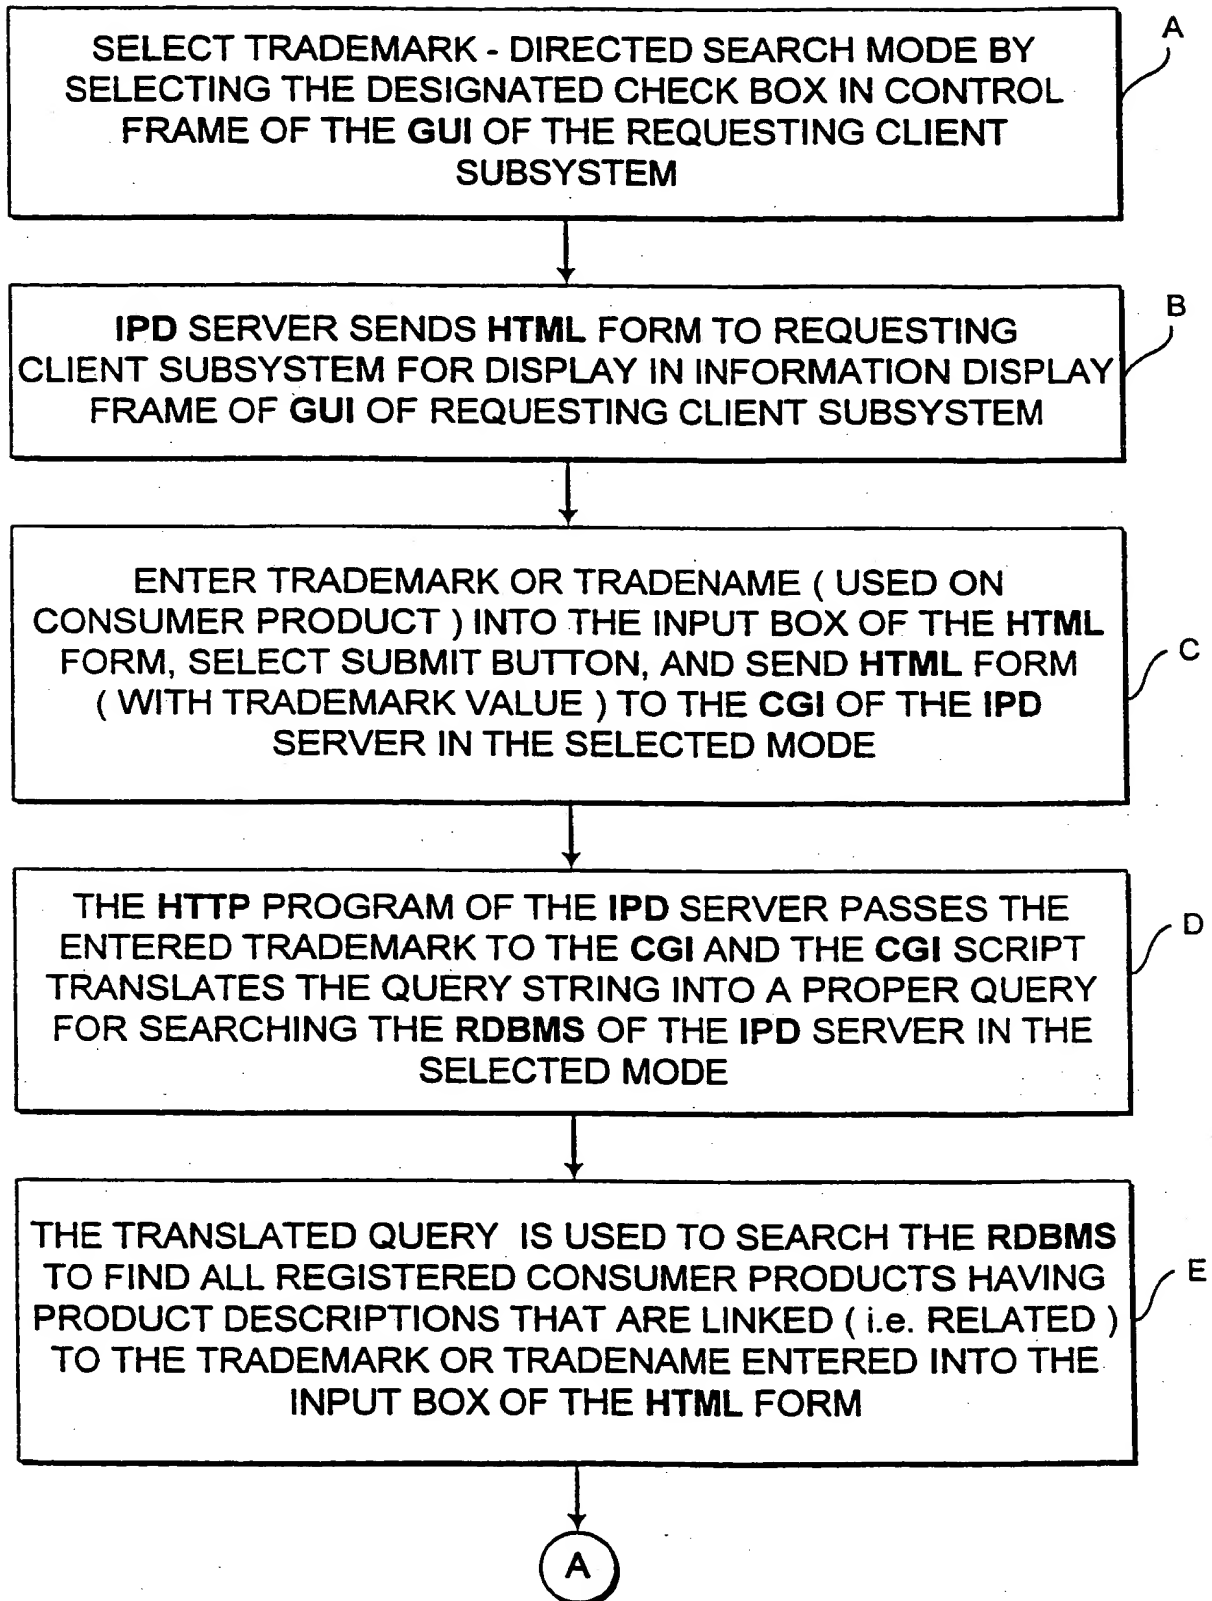 SELECT TRADEMARK - DIRECTED SEARCH MODE BY
SELECTING THE DESIGNATED CHECK BOX IN CONTROL
FRAME OF THE GUI OF THE REQUESTING CLIENT
SUBSYSTEM
A
IPD SERVER SENDS HTML FORM TO REQUESTING
CLIENT SUBSYSTEM FOR DISPLAY IN INFORMATION DISPLAY
FRAME OF GUI OF REQUESTING CLIENT SUBSYSTEM
B
ENTER TRADEMARK OR TRADENAME ( USED ON
CONSUMER PRODUCT ) INTO THE INPUT BOX OF THE HTML
FORM, SELECT SUBMIT BUTTON, AND SEND HTML FORM
( WITH TRADEMARK VALUE ) TO THE CGI OF THE IPD
SERVER IN THE SELECTED MODE
C
THE HTTP PROGRAM OF THE IPD SERVER PASSES THE
ENTERED TRADEMARK TO THE CGI AND THE CGI SCRIPT
TRANSLATES THE QUERY STRING INTO A PROPER QUERY
FOR SEARCHING THE RDBMS OF THE IPD SERVER IN THE
SELECTED MODE
D
THE TRANSLATED QUERY IS USED TO SEARCH THE RDBMS
TO FIND ALL REGISTERED CONSUMER PRODUCTS HAVING
PRODUCT DESCRIPTIONS THAT ARE LINKED ( i.e. RELATED )
TO THE TRADEMARK OR TRADENAME ENTERED INTO THE
INPUT BOX OF THE HTML FORM
E
A